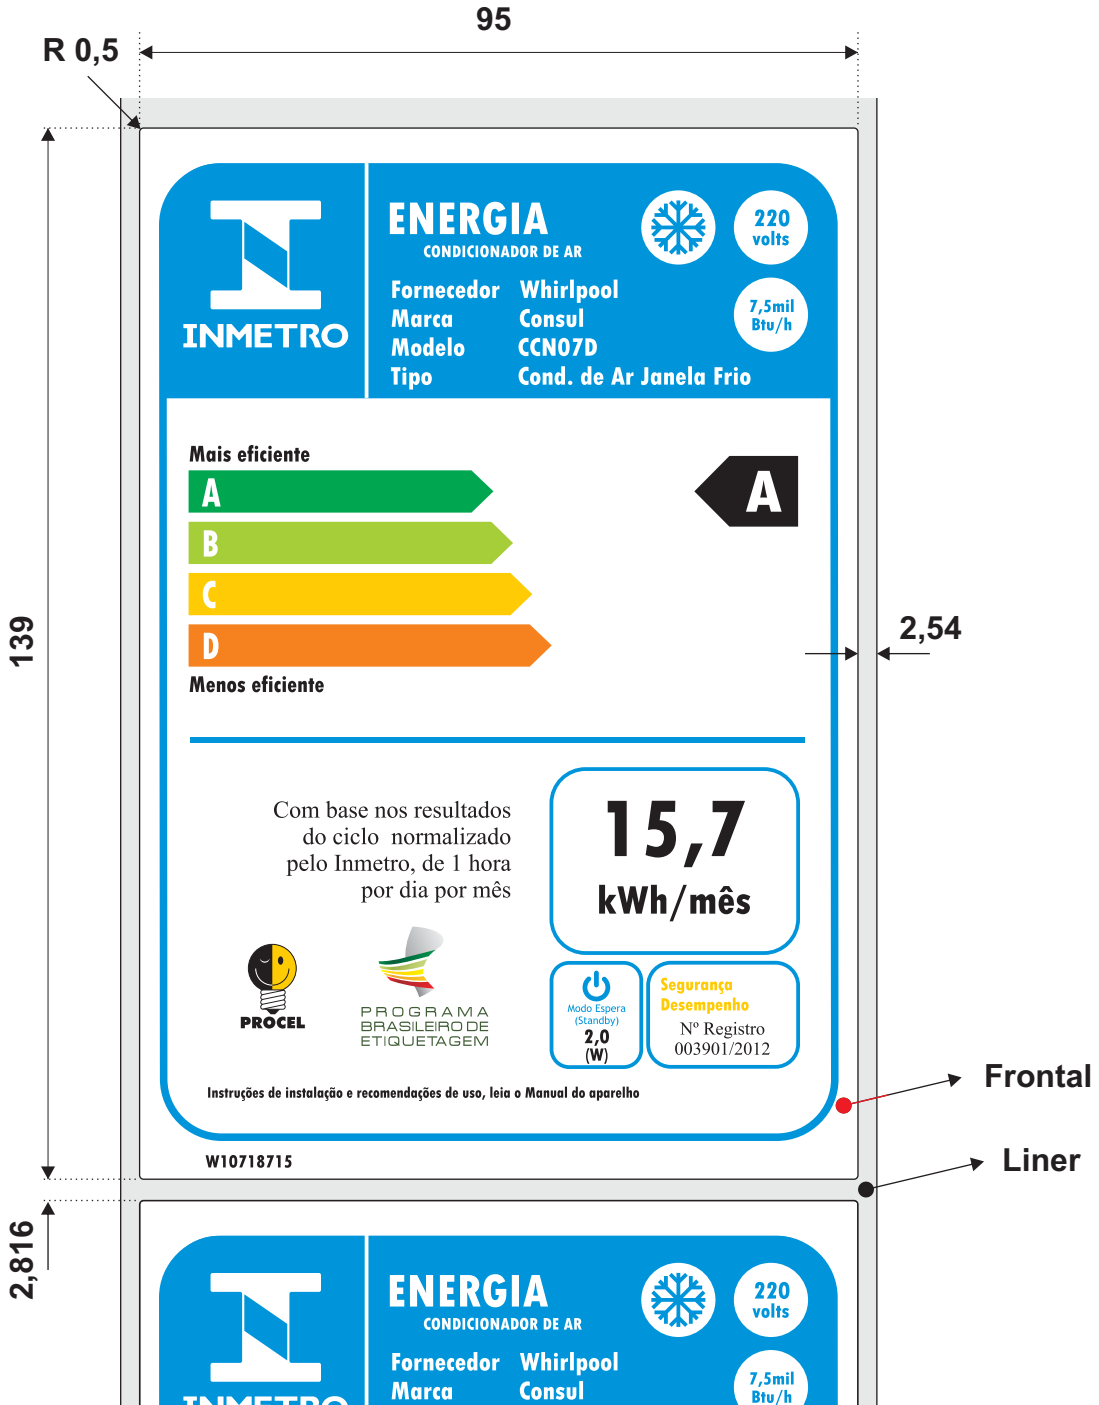 95
R 0,5
INMETRO
ENERGIA
CONDICIONADOR DE AR
220
volts
7,5mil
Btu/h
Fornecedor Whirlpool
Marca Consul
Modelo CCN07D
Tipo Cond. de Ar Janela Frio
Mais eficiente
A
A
B
C
D
Menos eficiente
139
2,54
Com base nos resultados
do ciclo normalizado
pelo Inmetro, de 1 hora
por dia por mês
15,7
kWh/mês
PROCEL
PROGRAMA
BRASILEIRO DE
ETIQUETAGEM
Modo Espera
(Standby)
2,0
(W)
Segurança
Desempenho
Nº Registro
003901/2012
Instruções de instalação e recomendações de uso, leia o Manual do aparelho
W10718715
Frontal
Liner
2,816
INMETRO
ENERGIA
CONDICIONADOR DE AR
220
volts
7,5mil
Btu/h
Fornecedor Whirlpool
Marca Consul